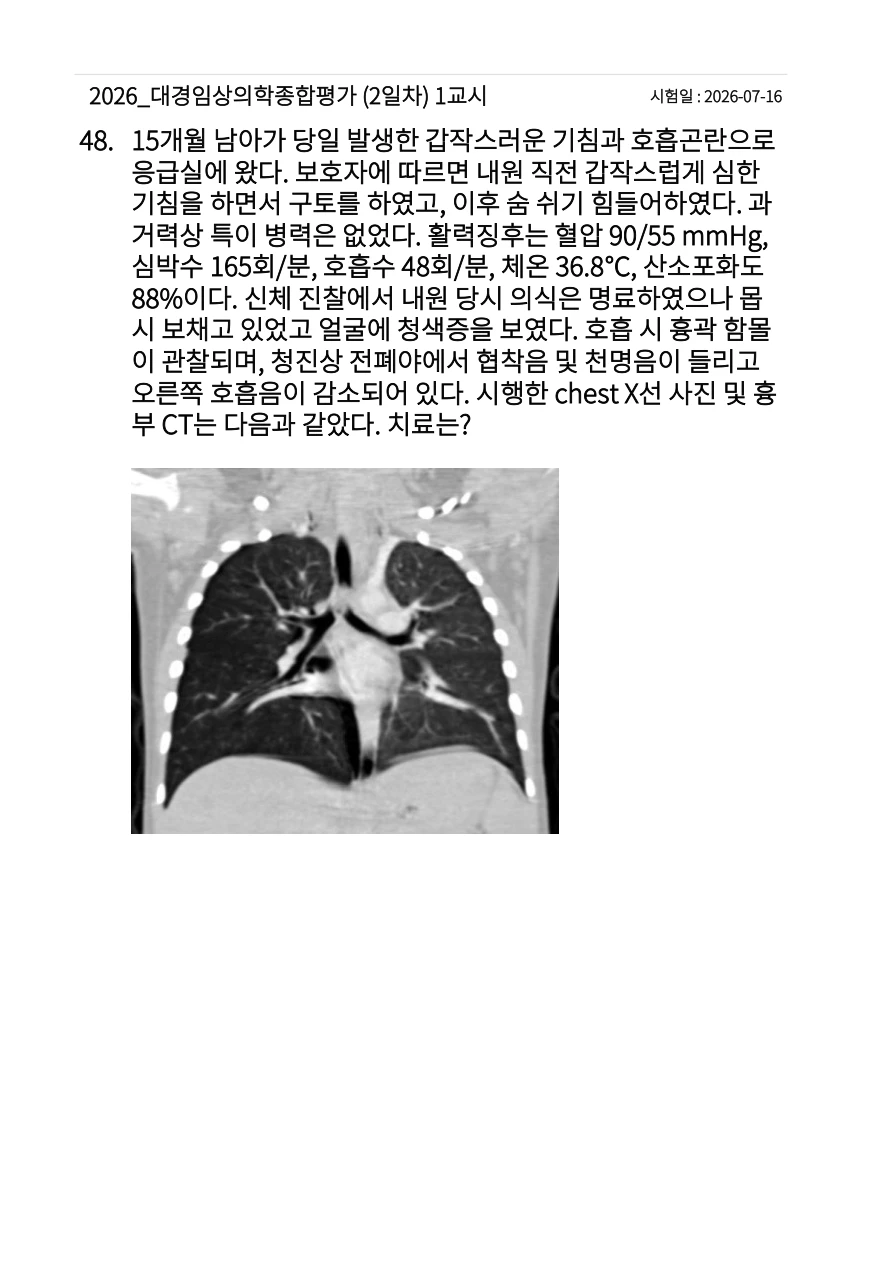 2026_대경임상의학종합평가 (2일차) 1교시
시험일 : 2026-07-16
48. 15개월 남아가 당일 발생한 갑작스러운 기침과 호흡곤란으로
응급실에 왔다. 보호자에 따르면 내원 직전 갑작스럽게 심한
기침을 하면서 구토를 하였고, 이후 숨 쉬기 힘들어하였다. 과
거력상 특이 병력은 없었다. 활력징후는 혈압 90/55 mmHg,
심박수 165회/분, 호흡수 48회/분, 체온 36.8℃, 산소포화도
88%이다. 신체 진찰에서 내원 당시 의식은 명료하였으나 몹
시 보채고 있었고 얼굴에 청색증을 보였다. 호흡 시 흉곽 함몰
이 관찰되며, 청진상 전폐야에서 협착음 및 천명음이 들리고
오른쪽 호흡음이 감소되어 있다. 시행한 chest X선 사진 및 흉
부 CT는 다음과 같았다. 치료는?